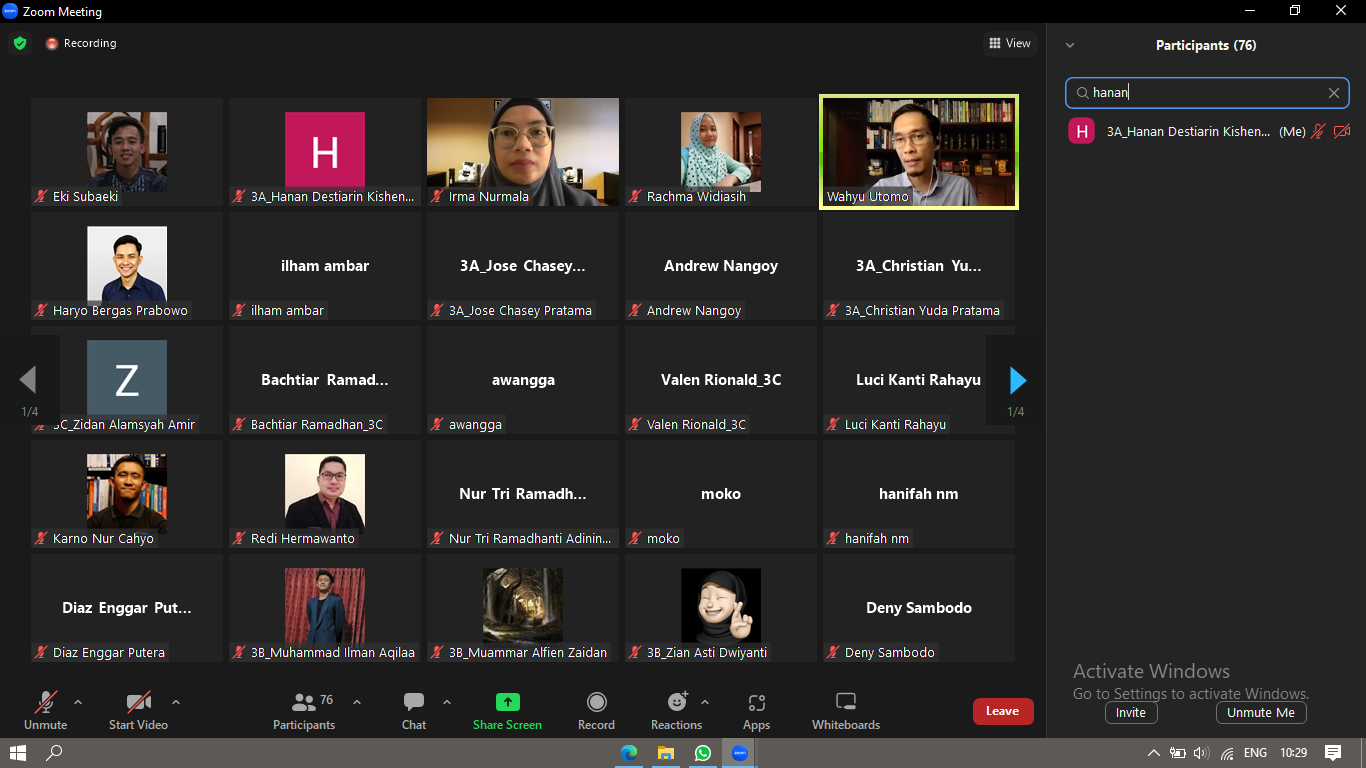 Zoom Meeting
Recording
View
Participants (76)
hanan
H
3A_Hanan Destiarin Kishen... (Me)
Eki Subaeki
H
3A_Hanan Destiarin Kishen...
Irma Nurmala
Rachma Widiasih
Wahyu Utomo
Haryo Bergas Prabowo
ilham ambar
ilham ambar
3A_Jose Chasey...
3A_Jose Chasey Pratama
Andrew Nangoy
Andrew Nangoy
3A_Christian Yu...
3A_Christian Yuda Pratama
1/4
Z
3C_Zidan Alamsyah Amir
Bachtiar Ramad...
Bachtiar Ramadhan_3C
awangga
awangga
Valen Rionald_3C
Valen Rionald_3C
Luci Kanti Rahayu
Luci Kanti Rahayu
1/4
Karno Nur Cahyo
Redi Hermawanto
Nur Tri Ramadh...
Nur Tri Ramadhanti Adinin...
moko
moko
hanifah nm
hanifah nm
Diaz Enggar Put...
Diaz Enggar Putera
3B_Muhammad Ilman Aqilaa
3B_Muammar Alfien Zaidan
3B_Zian Asti Dwiyanti
Deny Sambodo
Deny Sambodo
Activate Windows
Go to Settings to activate Windows.
Invite
Unmute Me
Unmute
Start Video
76
Participants
Chat
Share Screen
Record
Reactions
Apps
Whiteboards
Leave
zoom
ENG
10:29